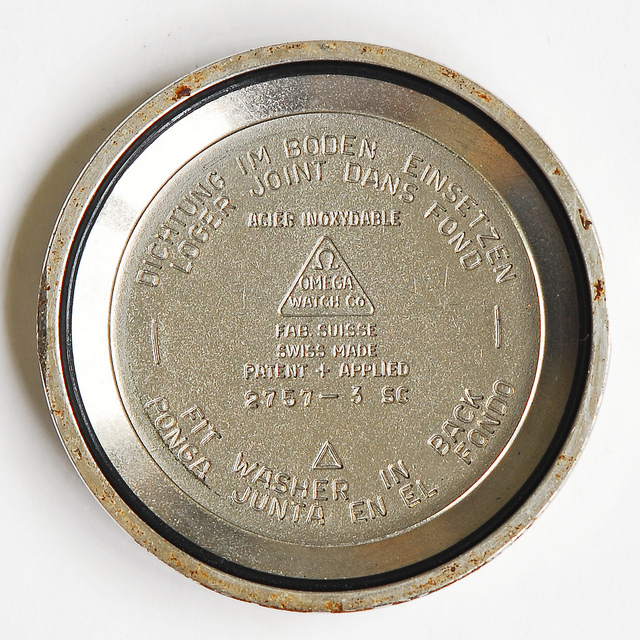 DICHTUNG IM BODEN EINSETZEN
LOGER JOINT DANS FOND
ACIER INOXYDABLE
Ω
OMEGA
WATCH CO
FAB. SUISSE
SWISS MADE
PATENT + APPLIED
2757-3 SC
FIT WASHER IN BACK
PONGA JUNTA EN EL FONDO